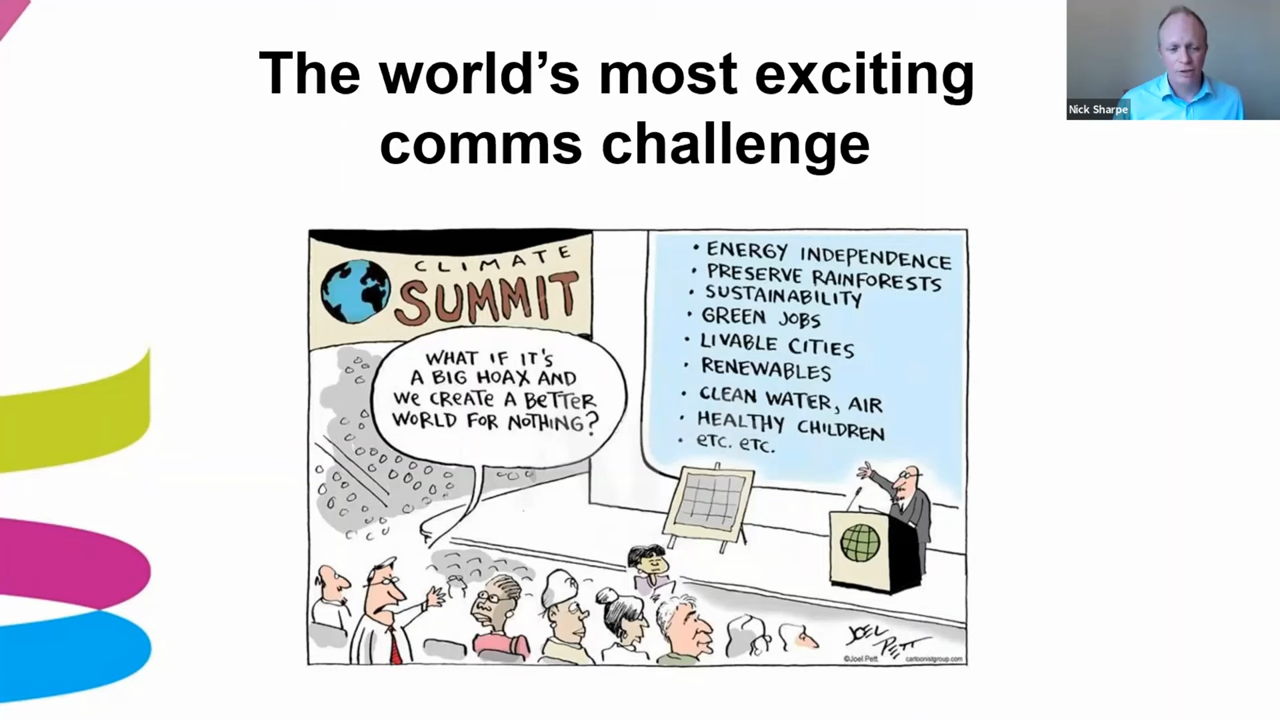 The world's most exciting
comms challenge
Nick Sharpe
CLIMATE
SUMMIT
WHAT IF IT'S
A BIG HOAX AND
WE CREATE A BETTER
WORLD FOR NOTHING?
• ENERGY INDEPENDENCE
• PRESERVE RAINFORESTS
• SUSTAINABILITY
• GREEN JOBS
• LIVABLE CITIES
• RENEWABLES
• CLEAN WATER, AIR
• HEALTHY CHILDREN
• ETC. ETC.
JOEL
PETT
©Joel Pett cartoonistgroup.com